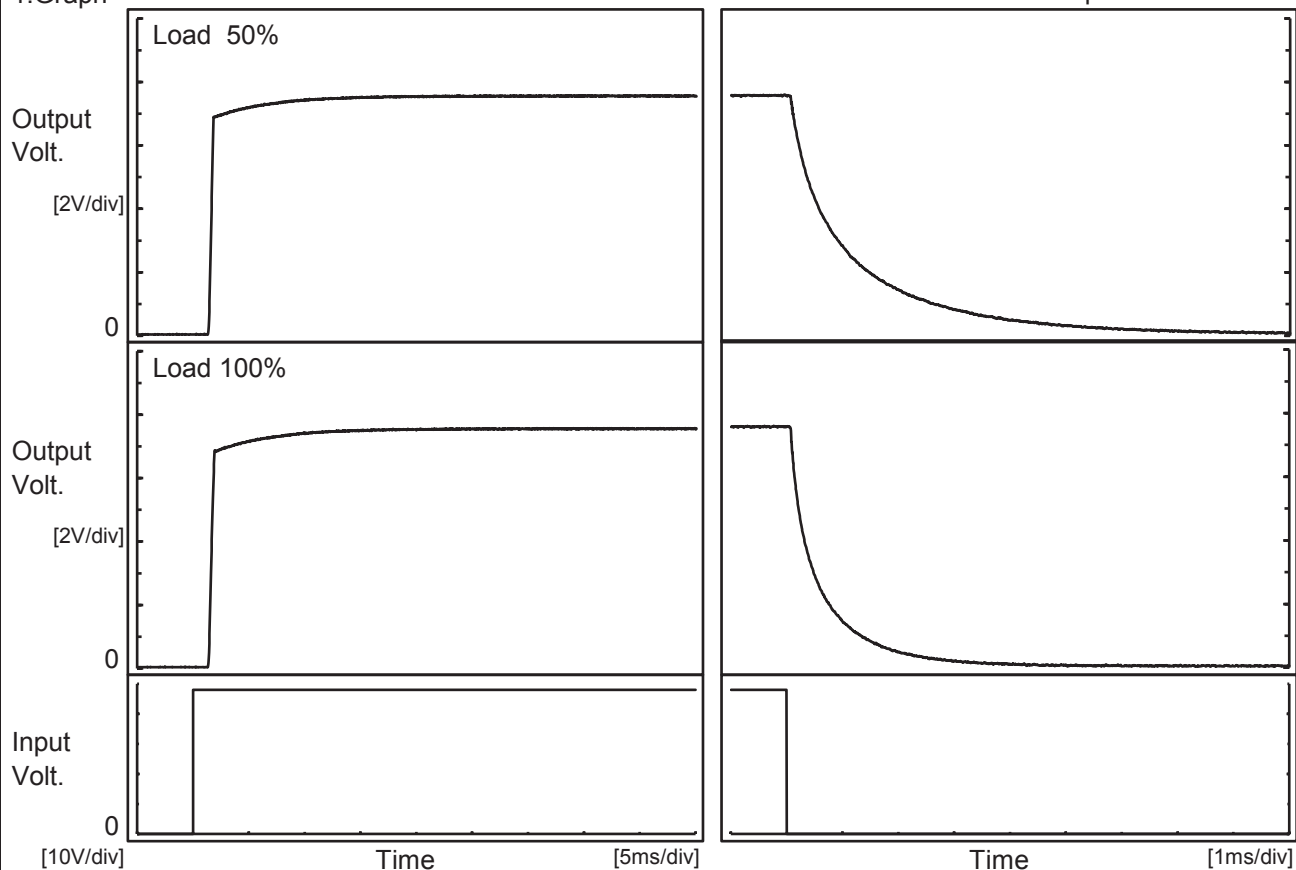 Load 50%
Output
Volt.
[2V/div]
0
Load 100%
Output
Volt.
[2V/div]
0
Input
Volt.
0
[10V/div]
Time
[5ms/div]
Time
[1ms/div]